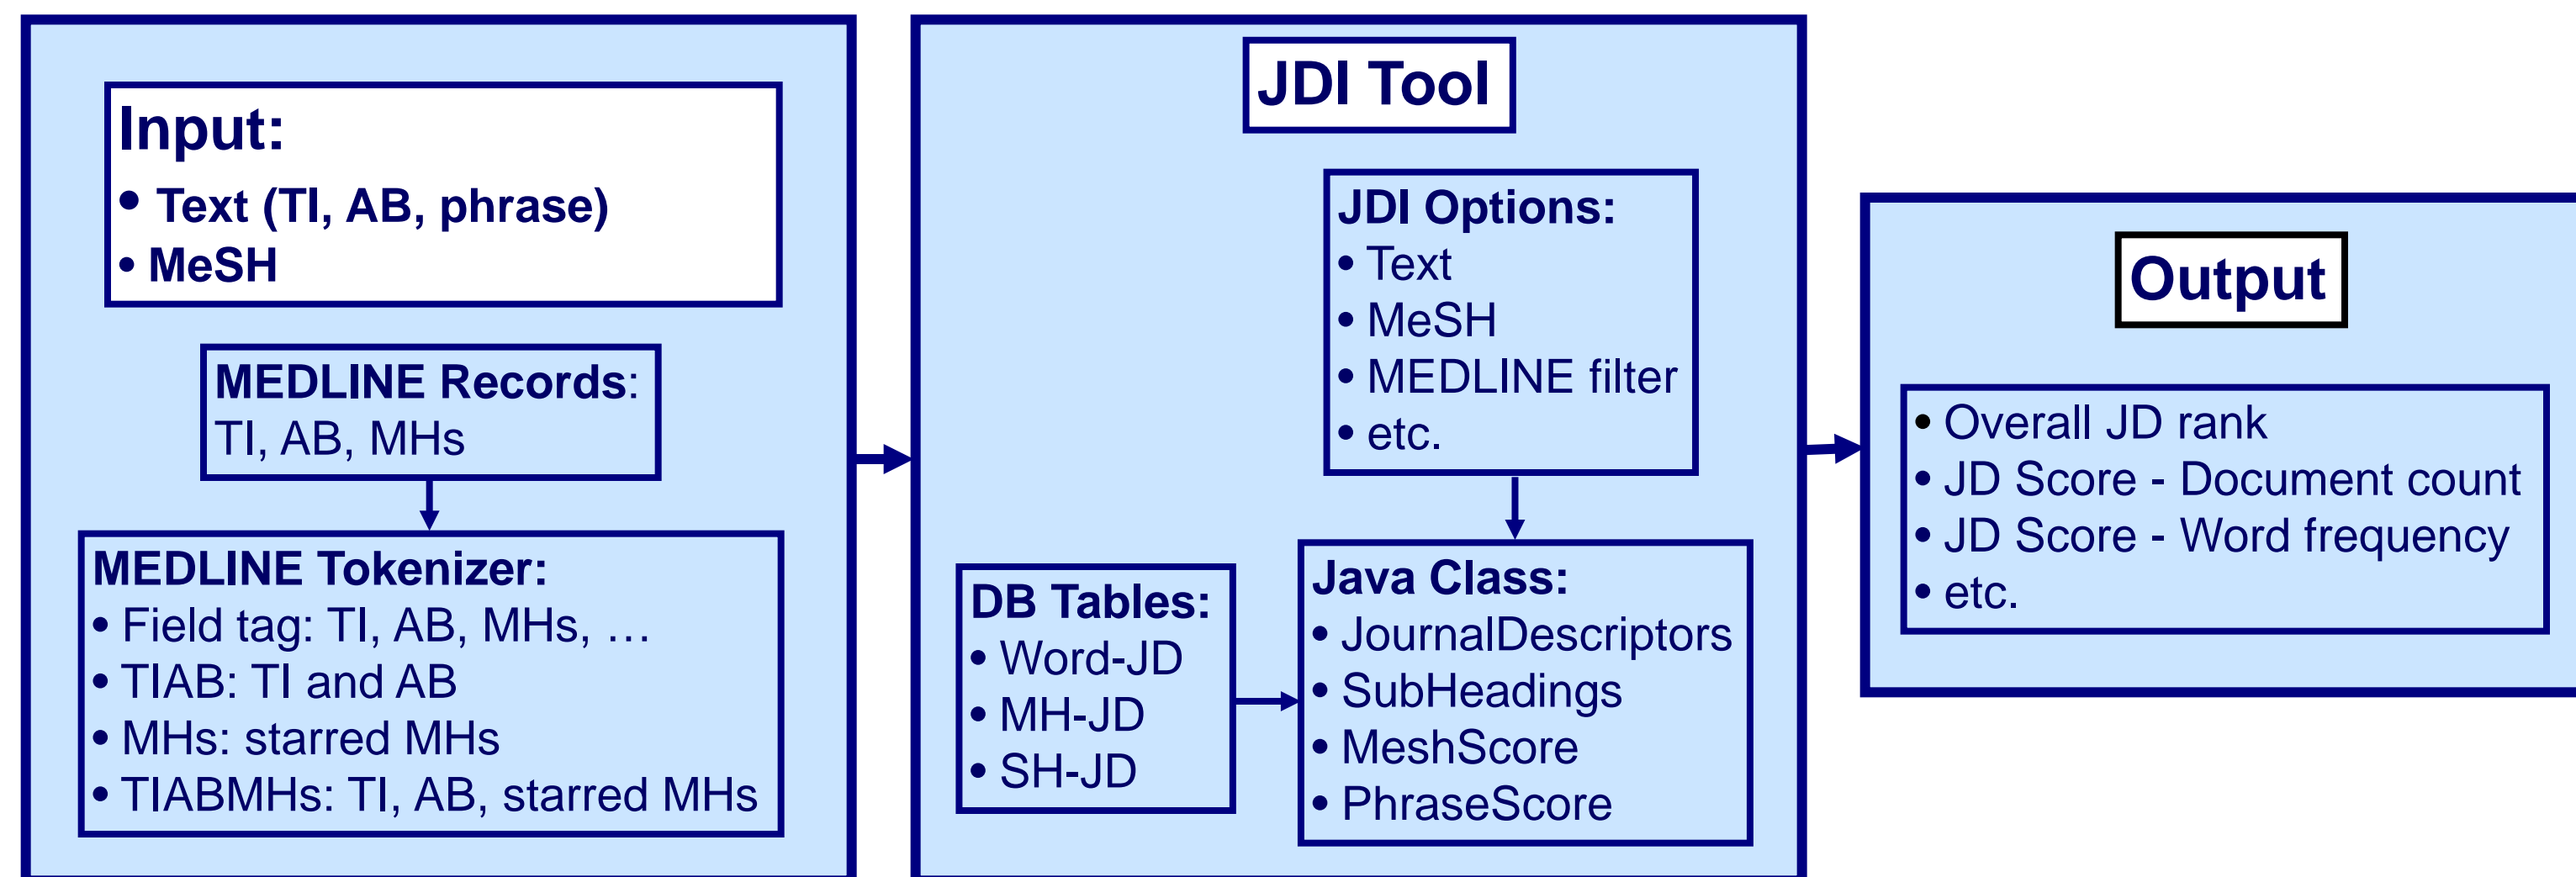 Input:
• Text (TI, AB, phrase)
• MeSH
MEDLINE Records:
TI, AB, MHs
MEDLINE Tokenizer:
• Field tag: TI, AB, MHs, …
• TIAB: TI and AB
• MHs: starred MHs
• TIABMHs: TI, AB, starred MHs
JDI Tool
JDI Options:
• Text
• MeSH
• MEDLINE filter
• etc.
DB Tables:
• Word-JD
• MH-JD
• SH-JD
Java Class:
• JournalDescriptors
• SubHeadings
• MeshScore
• PhraseScore
Output
• Overall JD rank
• JD Score - Document count
• JD Score - Word frequency
• etc.